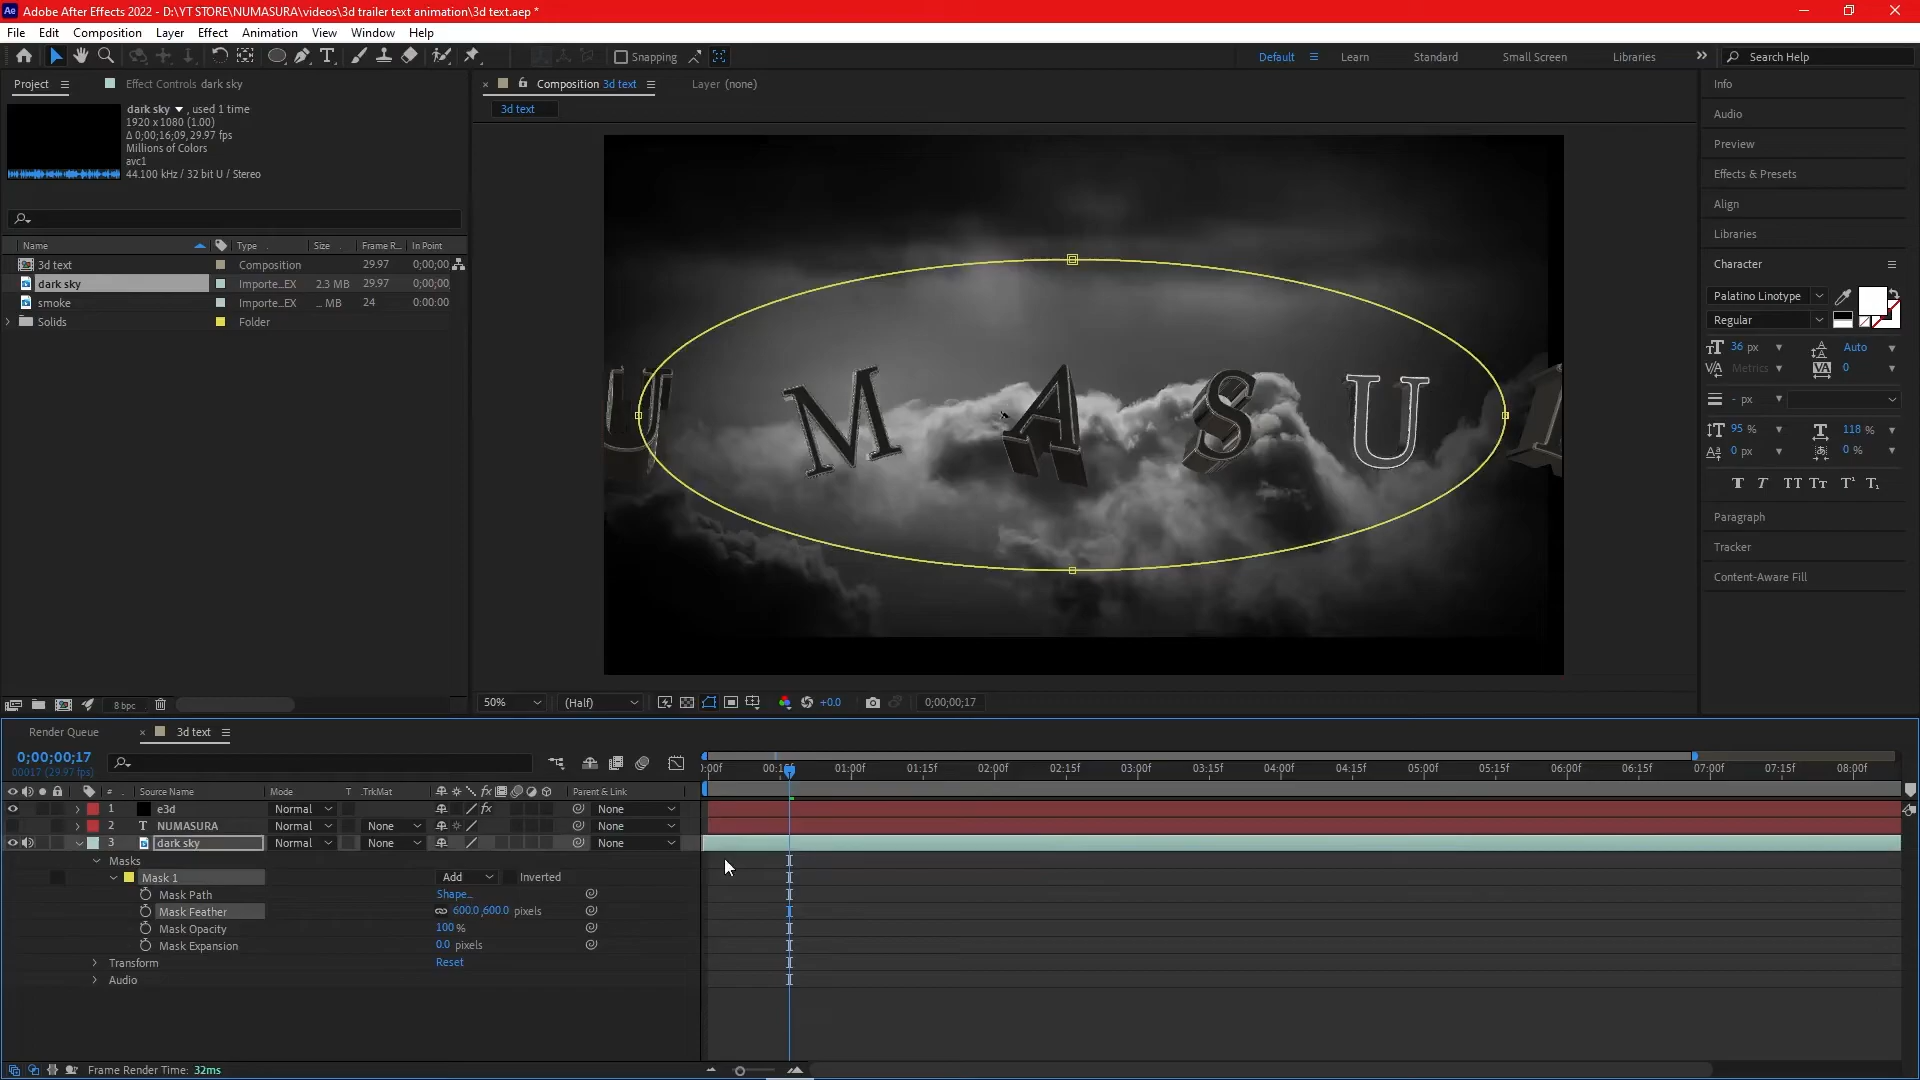 Adobe After Effects 2022 - D:\YT STORE\NUMASURA\videos\3d trailer text animation\3d text.aep *
File Edit Composition Layer Effect Animation View Window Help
Snapping
Default Learn Standard Small Screen Libraries Search Help
Project Effect Controls dark sky
Composition 3d text Layer (none)
3d text
dark sky , used 1 time
1920 x 1080 (1.00)
Δ 0;00;16;09, 29.97 fps
Millions of Colors
avc1
44.100 kHz / 32 bit U / Stereo
Name Type Size Frame R... In Point
3d text Composition 29.97 0;00;00
dark sky Importe...EX 2.3 MB 29.97 0;00;00
smoke Importe...EX ... MB 24 0:00:00
Solids Folder
8 bpc
U M A S U
50% (Half) +0.0 0;00;00;17
Info
Audio
Preview
Effects & Presets
Align
Libraries
Character
Palatino Linotype
Regular
36 px Auto
Metrics 0
- px
95 % 118 %
0 px 0 %
T T TT Tt T¹ T₁
Paragraph
Tracker
Content-Aware Fill
Render Queue 3d text
0;00;00;17
00017 (29.97 fps)
# Source Name Mode T .TrkMat Parent & Link
1 e3d Normal None
2 T NUMASURA Normal None None
3 dark sky Normal None None
Masks
Mask 1 Add Inverted
Mask Path Shape...
Mask Feather 600.0,600.0 pixels
Mask Opacity 100 %
Mask Expansion 0.0 pixels
Transform Reset
Audio
:00f 00:15f 01:00f 01:15f 02:00f 02:15f 03:00f 03:15f 04:00f 04:15f 05:00f 05:15f 06:00f 06:15f 07:00f 07:15f 08:00f
Frame Render Time: 32ms